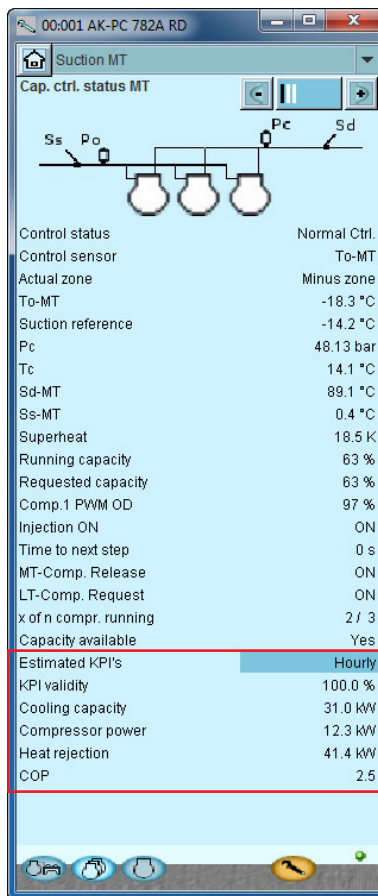 00:001 AK-PC 782A RD
Suction MT
Cap. ctrl. status MT
Ss Po Pc Sd
Control status Normal Ctrl.
Control sensor To-MT
Actual zone Minus zone
To-MT -18.3 °C
Suction reference -14.2 °C
Pc 48.13 bar
Tc 14.1 °C
Sd-MT 89.1 °C
Ss-MT 0.4 °C
Superheat 18.5 K
Running capacity 63 %
Requested capacity 63 %
Comp.1 PWM OD 97 %
Injection ON ON
Time to next step 0 s
MT-Comp. Release ON
LT-Comp. Request ON
x of n compr. running 2 / 3
Capacity available Yes
Estimated KPI's Hourly
KPI validity 100.0 %
Cooling capacity 31.0 kW
Compressor power 12.3 kW
Heat rejection 41.4 kW
COP 2.5